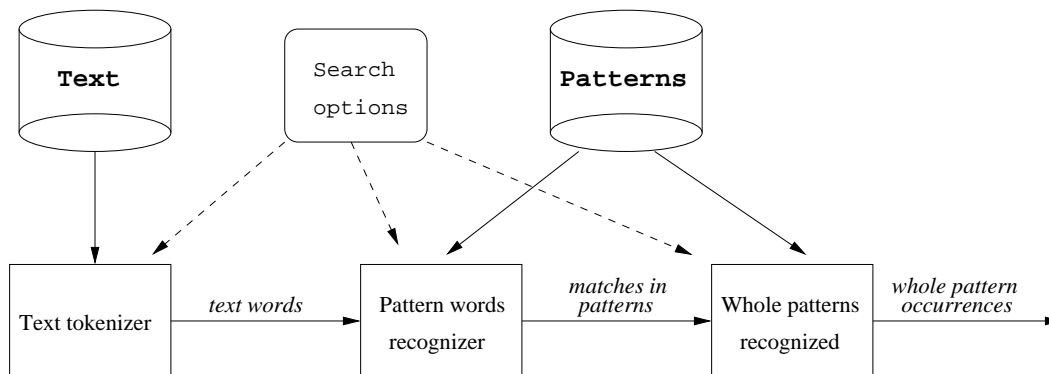 Text
Search
options
Patterns
Text tokenizer
text words
Pattern words
recognizer
matches in
patterns
Whole patterns
recognized
whole pattern
occurrences